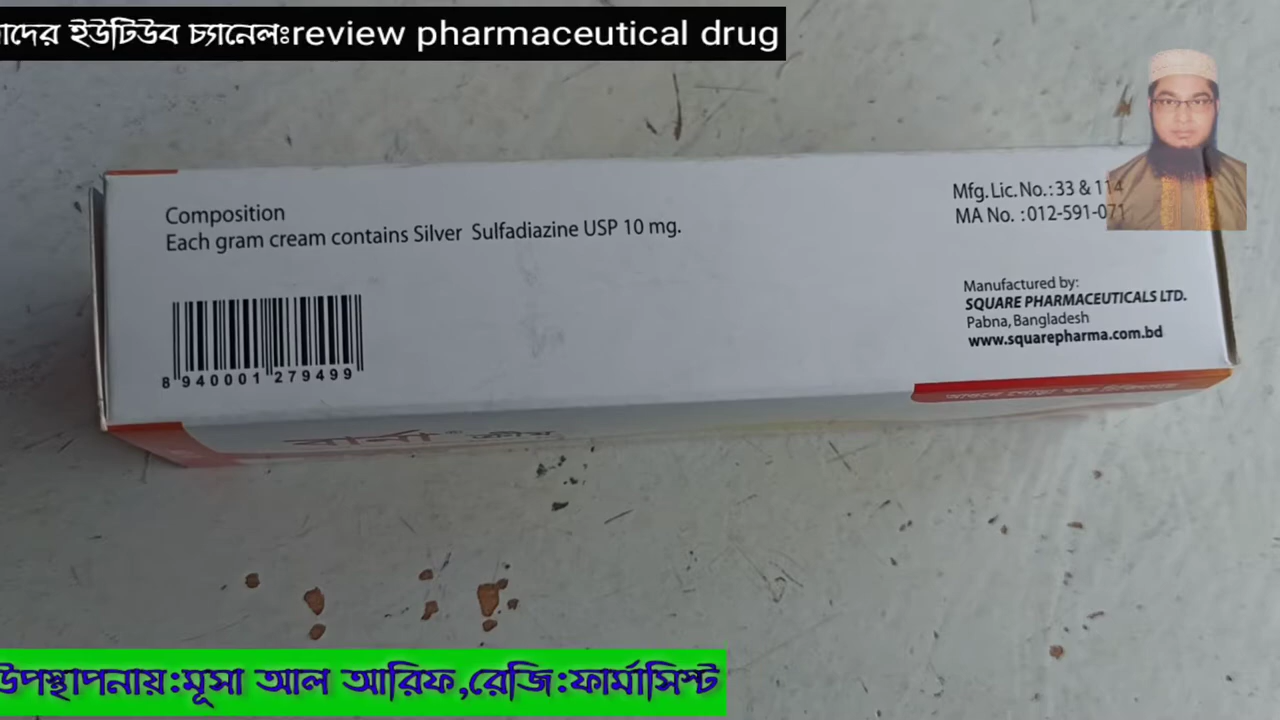 াদের ইউটিউব চ্যানেলঃreview pharmaceutical drug
Composition
Each gram cream contains Silver Sulfadiazine USP 10 mg.
8 940001 279499
Mfg. Lic. No. : 33 & 114
MA No. : 012-591-071
Manufactured by:
SQUARE PHARMACEUTICALS LTD.
Pabna, Bangladesh
www.squarepharma.com.bd
বার্না ক্রীম
উপস্থাপনায়:মূসা আল আরিফ,রেজি:ফার্মাসিস্ট